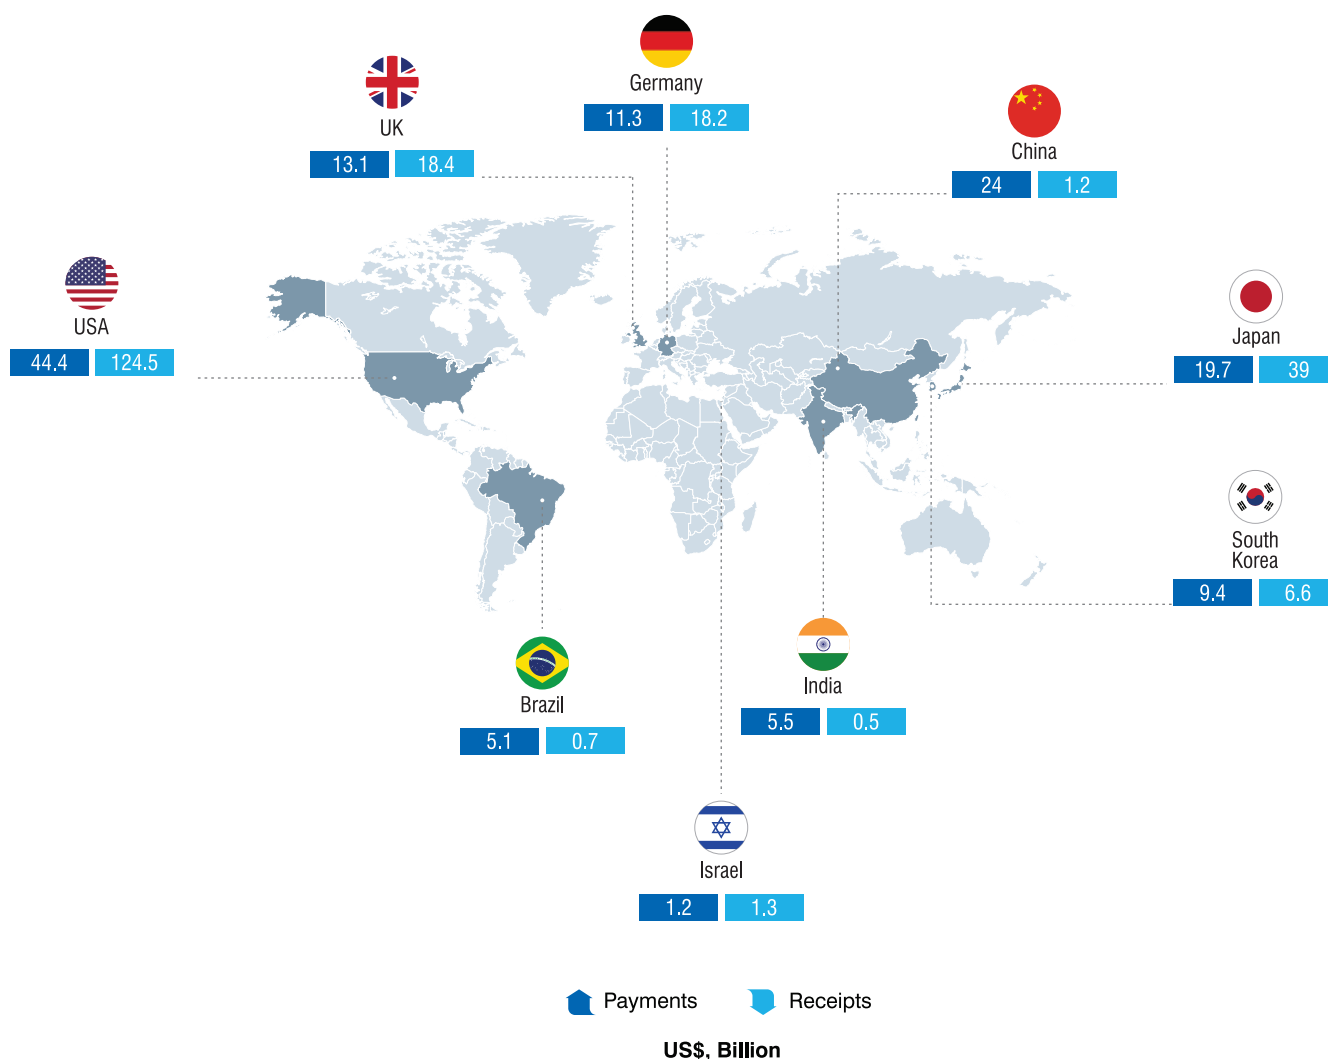 Germany
11.3 18.2
UK
13.1 18.4
China
24 1.2
USA
44.4 124.5
Japan
19.7 39
South
Korea
9.4 6.6
Brazil
5.1 0.7
India
5.5 0.5
Israel
1.2 1.3
Payments Receipts
US$, Billion